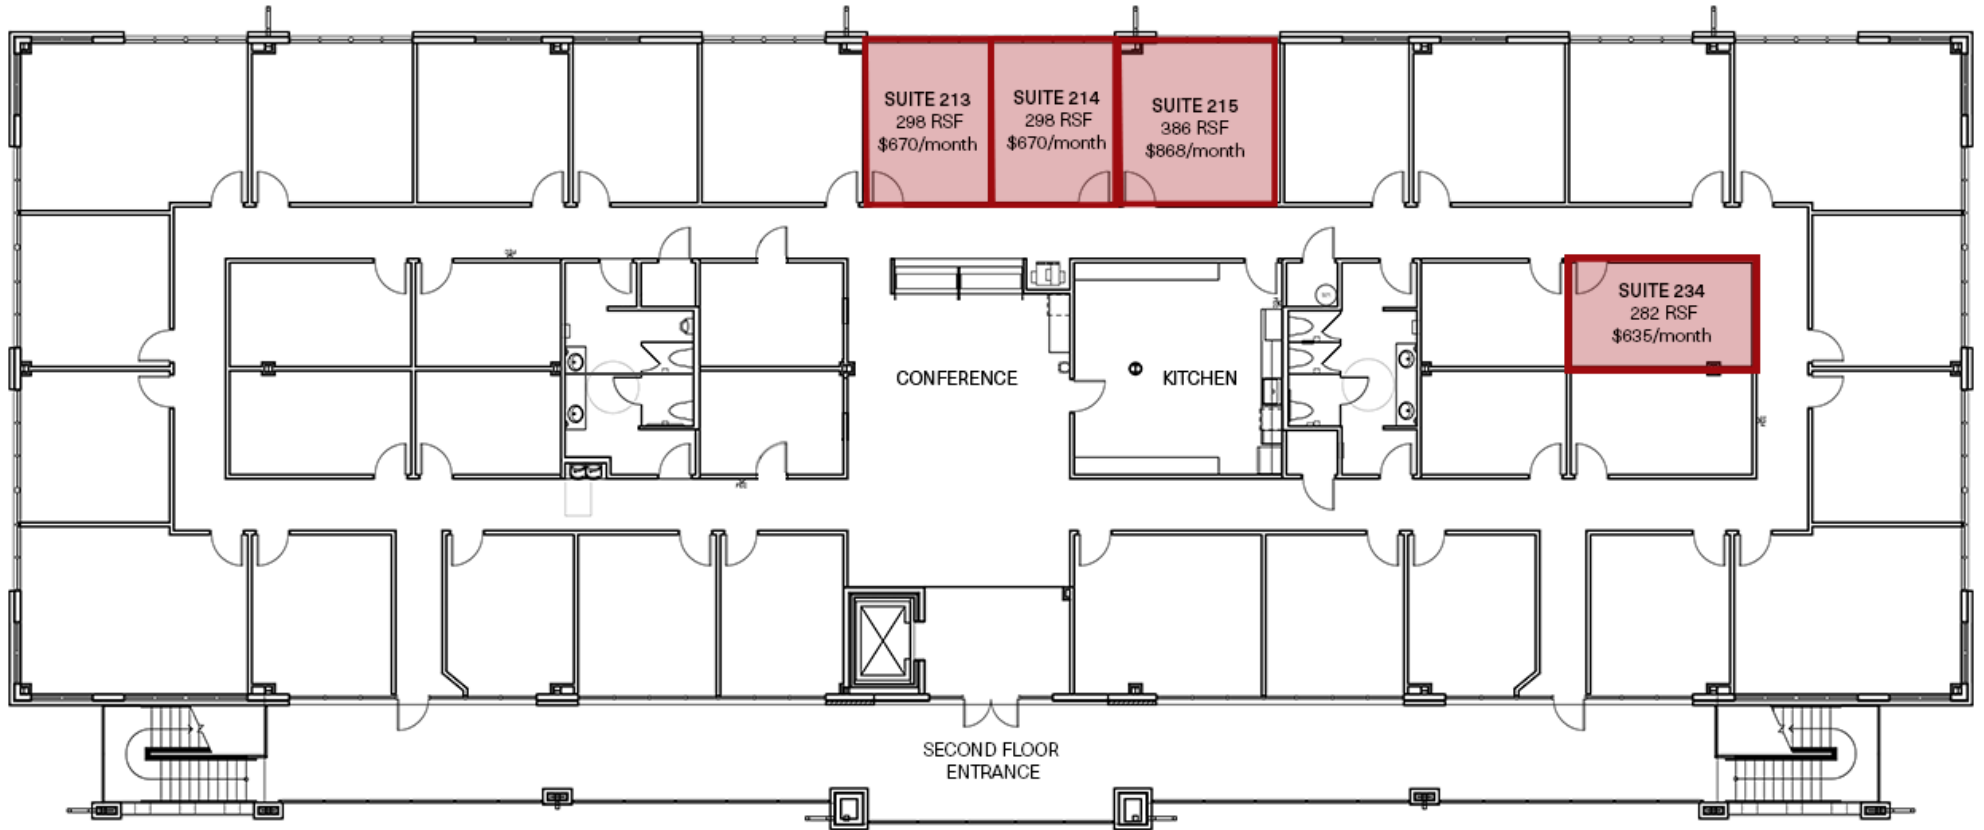 SUITE 213
298 RSF
$670/month
SUITE 214
298 RSF
$670/month
SUITE 215
386 RSF
$868/month
SUITE 234
282 RSF
$635/month
CONFERENCE
KITCHEN
SECOND FLOOR
ENTRANCE